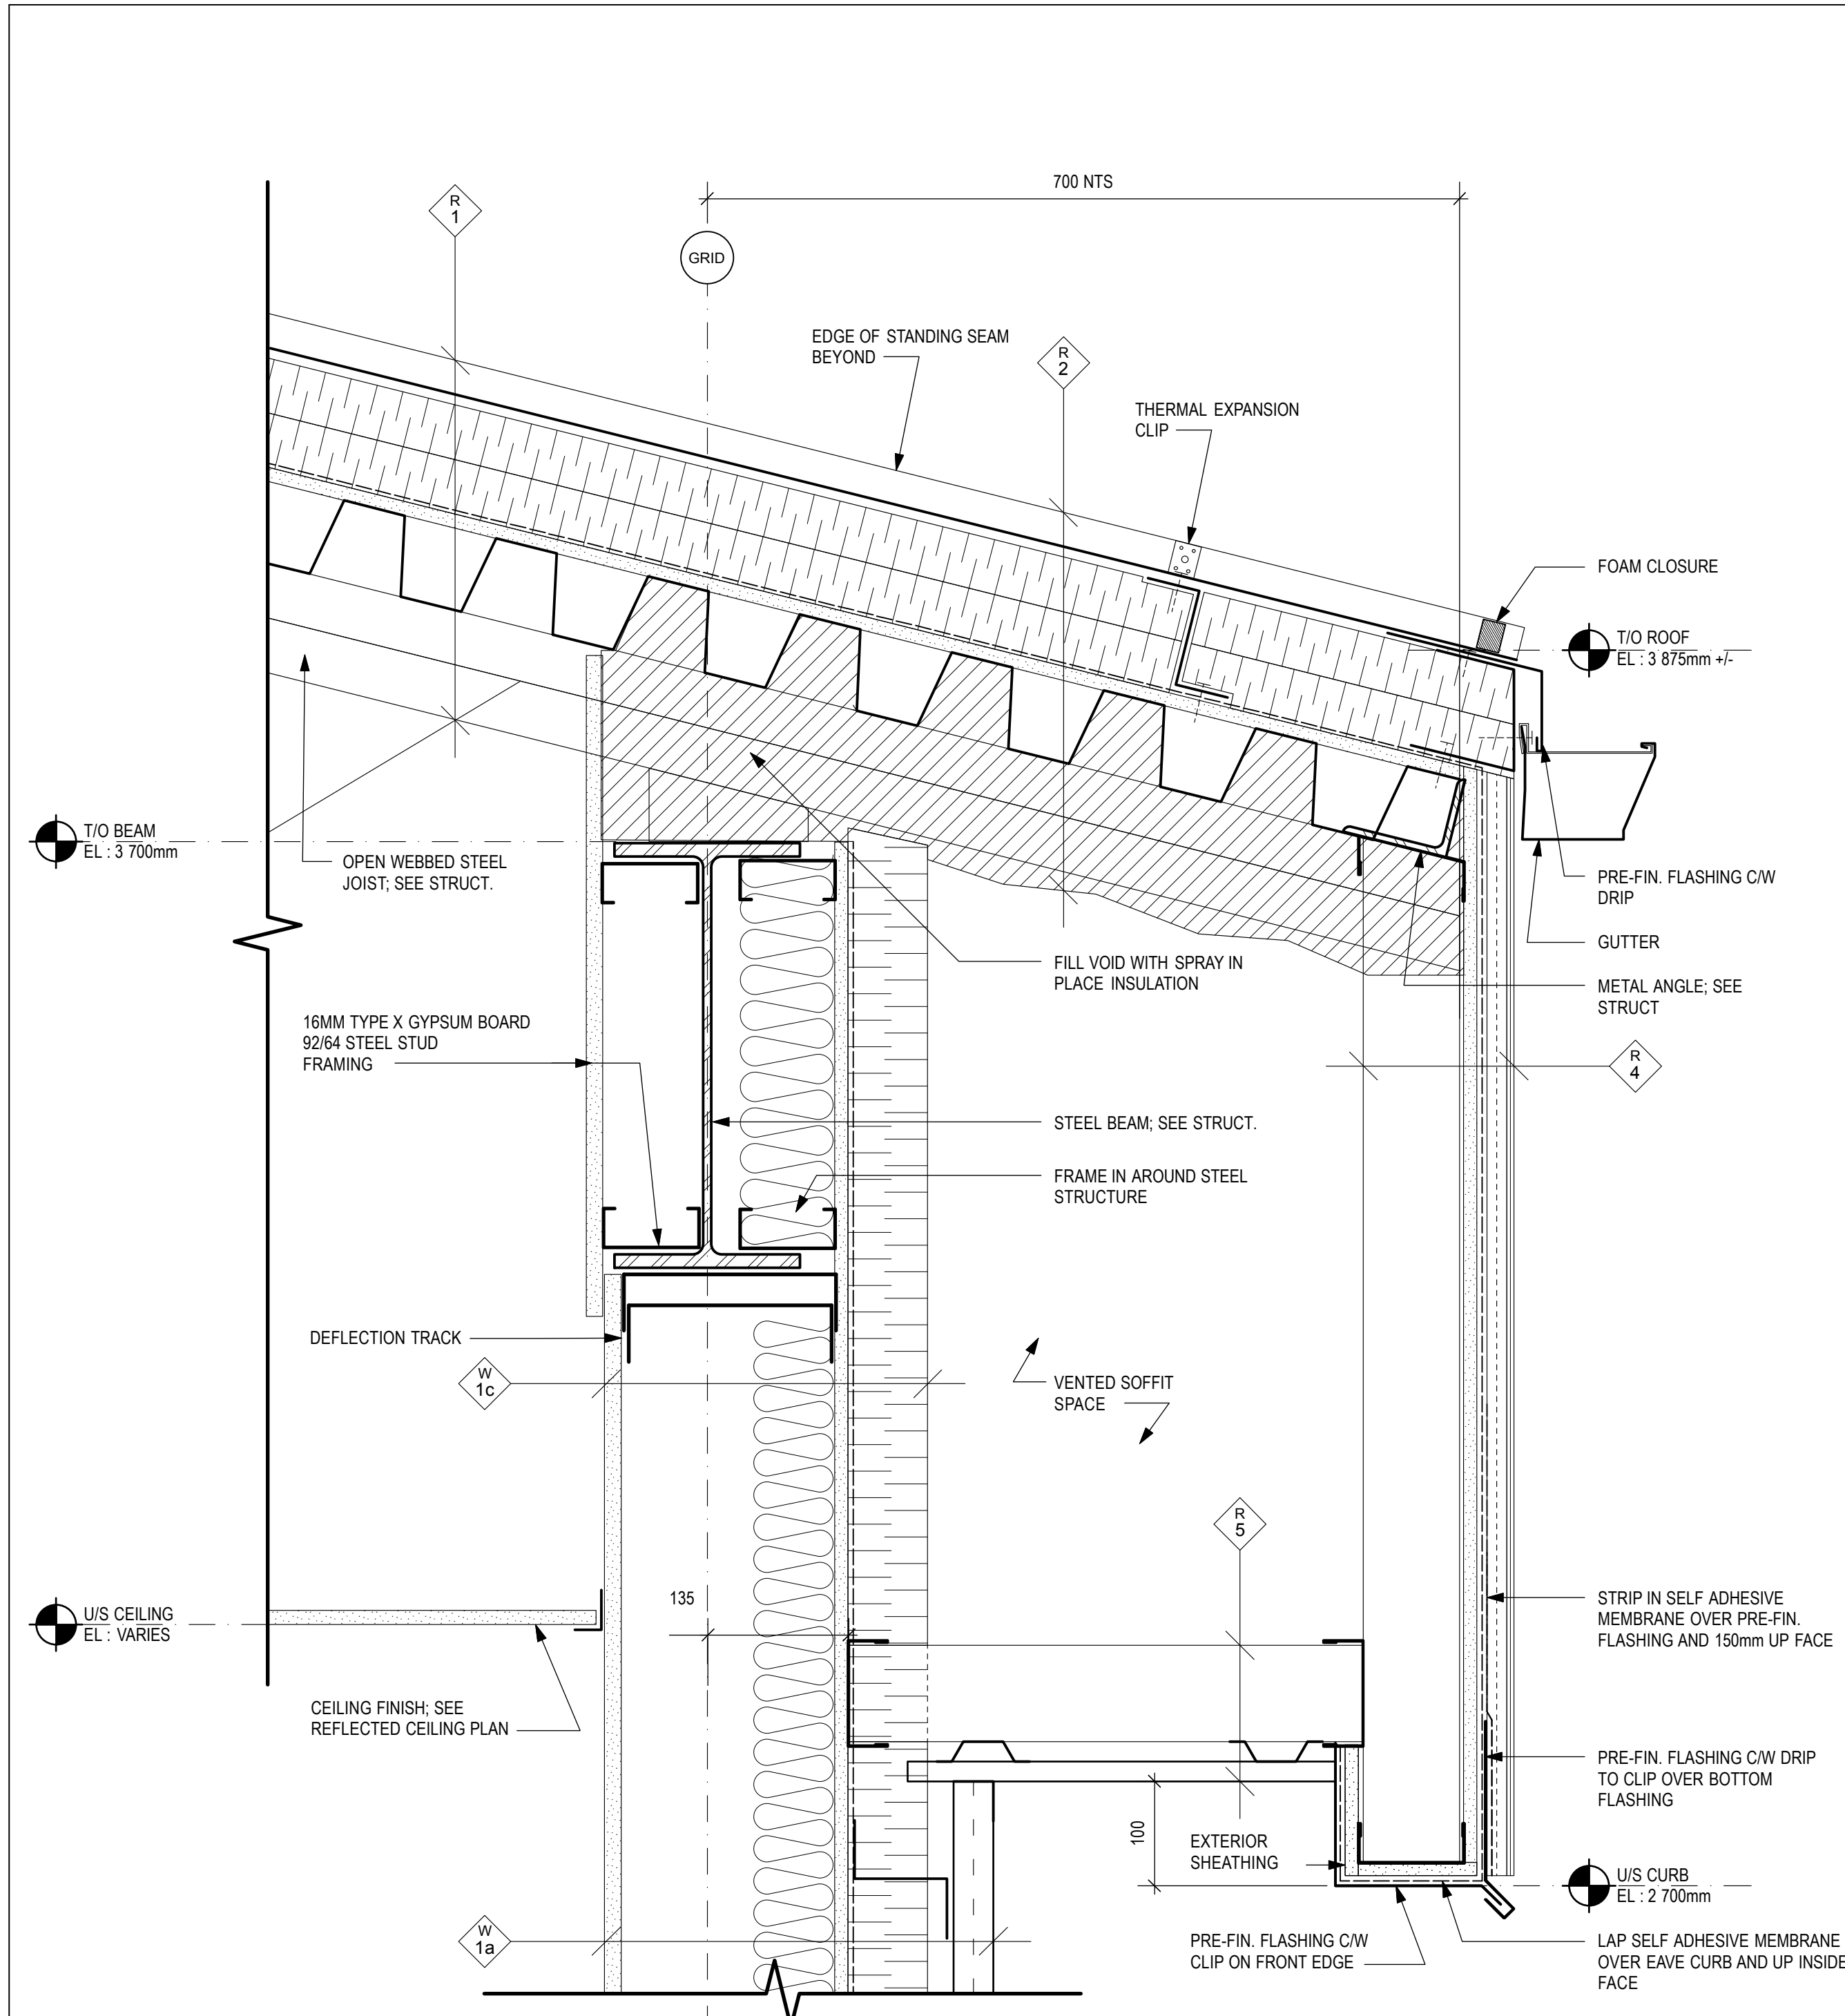 700 NTS
R
1
GRID
EDGE OF STANDING SEAM
BEYOND
R
2
THERMAL EXPANSION
CLIP
FOAM CLOSURE
T/O ROOF
EL : 3 875mm +/-
T/O BEAM
EL : 3 700mm
OPEN WEBBED STEEL
JOIST; SEE STRUCT.
PRE-FIN. FLASHING C/W
DRIP
GUTTER
FILL VOID WITH SPRAY IN
PLACE INSULATION
METAL ANGLE; SEE
STRUCT
16MM TYPE X GYPSUM BOARD
92/64 STEEL STUD
FRAMING
R
4
STEEL BEAM; SEE STRUCT.
FRAME IN AROUND STEEL
STRUCTURE
DEFLECTION TRACK
W
1c
VENTED SOFFIT
SPACE
R
5
135
U/S CEILING
EL : VARIES
STRIP IN SELF ADHESIVE
MEMBRANE OVER PRE-FIN.
FLASHING AND 150mm UP FACE
CEILING FINISH; SEE
REFLECTED CEILING PLAN
PRE-FIN. FLASHING C/W DRIP
TO CLIP OVER BOTTOM
FLASHING
100
EXTERIOR
SHEATHING
U/S CURB
EL : 2 700mm
W
1a
PRE-FIN. FLASHING C/W
CLIP ON FRONT EDGE
LAP SELF ADHESIVE MEMBRANE
OVER EAVE CURB AND UP INSIDE
FACE